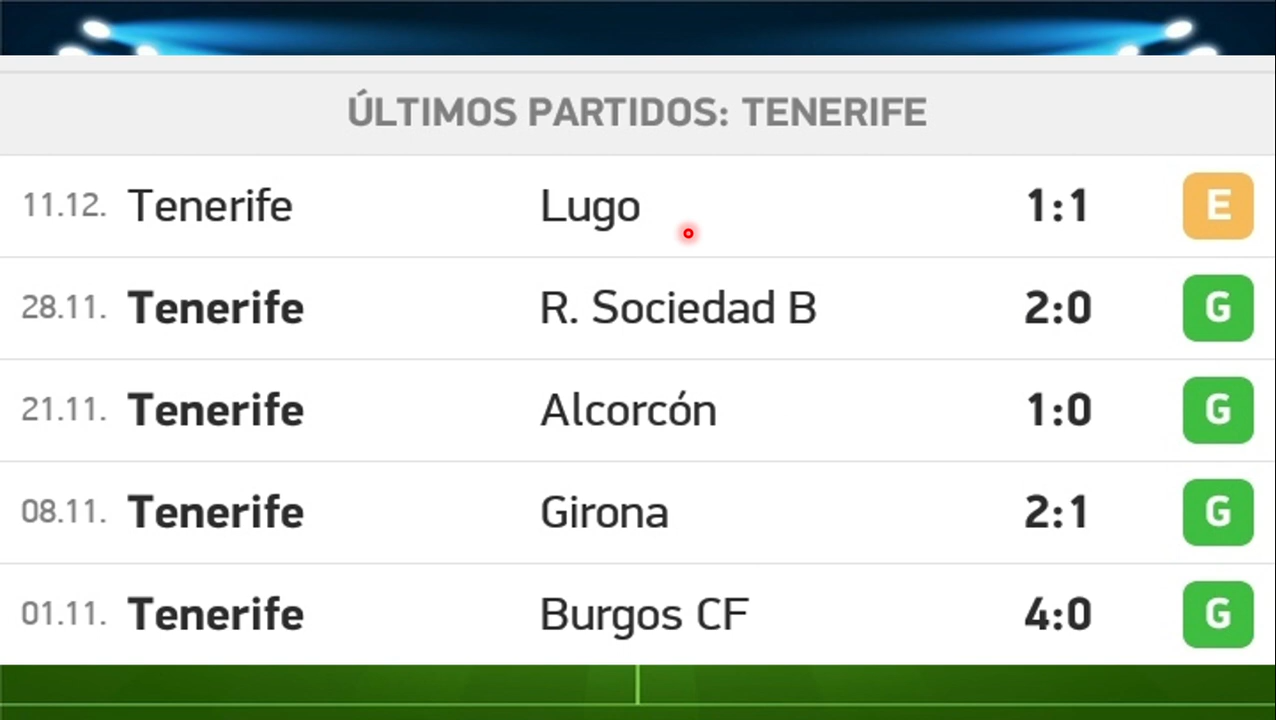 ÚLTIMOS PARTIDOS: TENERIFE
11.12. Tenerife Lugo 1:1 E
28.11. Tenerife R. Sociedad B 2:0 G
21.11. Tenerife Alcorcón 1:0 G
08.11. Tenerife Girona 2:1 G
01.11. Tenerife Burgos CF 4:0 G